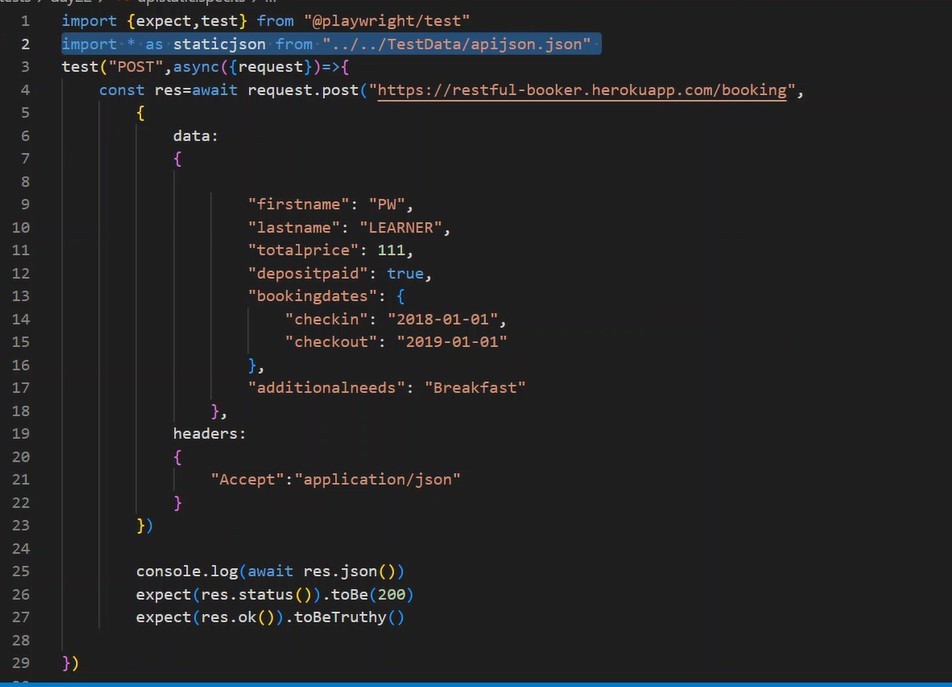 1 import {expect,test} from "@playwright/test"
2 import * as staticjson from "../../TestData/apijson.json"
3 test("POST",async({request})=>{
4 const res=await request.post("https://restful-booker.herokuapp.com/booking",
5 {
6 data:
7 {
8
9 "firstname": "PW",
10 "lastname": "LEARNER",
11 "totalprice": 111,
12 "depositpaid": true,
13 "bookingdates": {
14 "checkin": "2018-01-01",
15 "checkout": "2019-01-01"
16 },
17 "additionalneeds": "Breakfast"
18 },
19 headers:
20 {
21 "Accept":"application/json"
22 }
23 })
24
25 console.log(await res.json())
26 expect(res.status()).toBe(200)
27 expect(res.ok()).toBeTruthy()
28
29 })